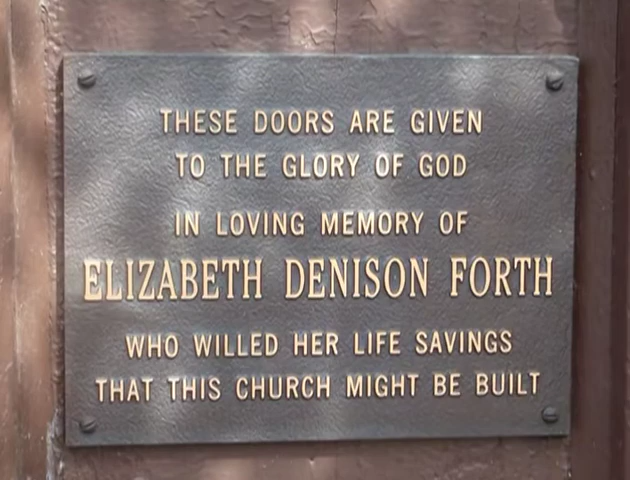 THESE DOORS ARE GIVEN
TO THE GLORY OF GOD
IN LOVING MEMORY OF
ELIZABETH DENISON FORTH
WHO WILLED HER LIFE SAVINGS
THAT THIS CHURCH MIGHT BE BUILT